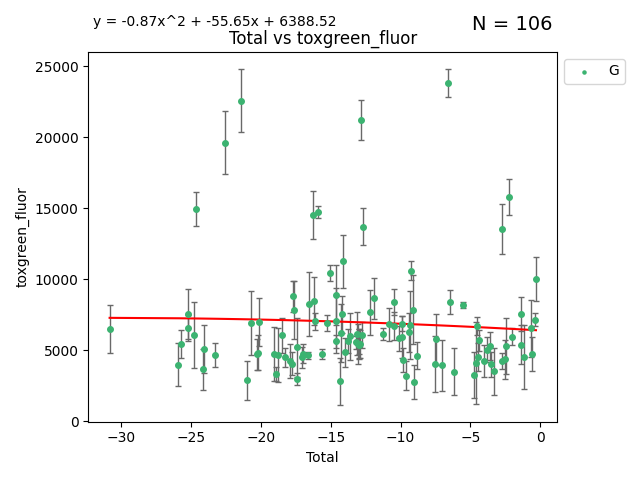 y = -0.87x^2 + -55.65x + 6388.52
N = 106
Total vs toxgreen_fluor
G
25000
20000
15000
10000
5000
0
toxgreen_fluor
−30 −25 −20 −15 −10 −5 0
Total